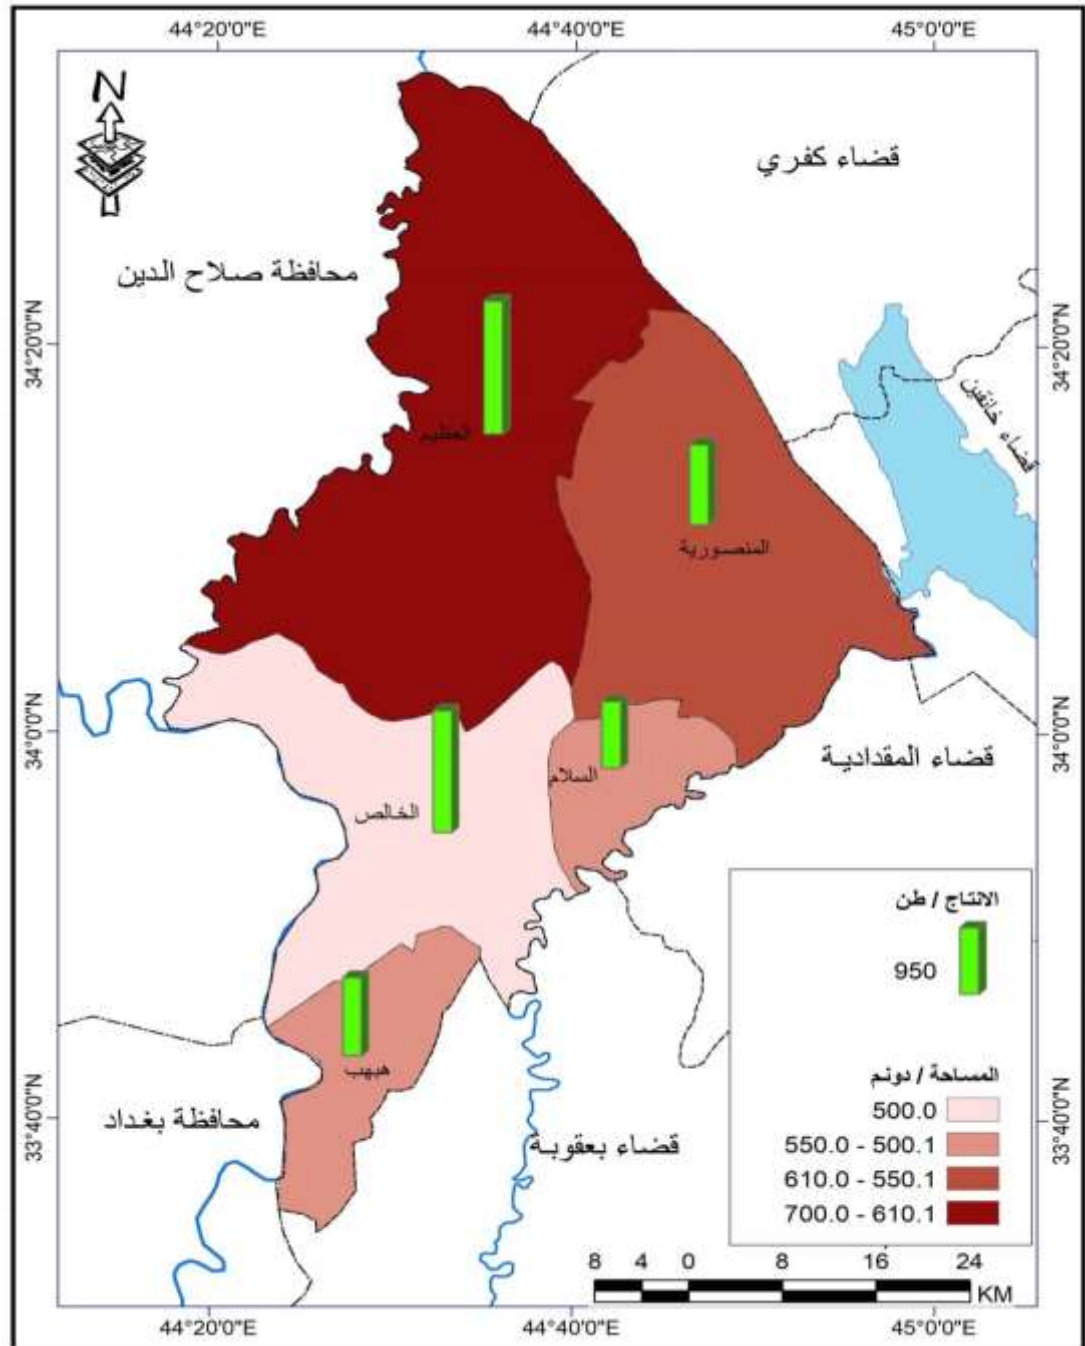 44°20'0"E 44°40'0"E 45°0'0"E
N
قضاء كفري
محافظة صلاح الدين
34°20'0"N 34°20'0"N
قضاء خانقين
العظيم
المنصورية
34°0'0"N 34°0'0"N
قضاء المقدادية
السلام
الخالص
الانتاج / طن
950
هبهب
المساحة / دونم
500.0
550.0 - 500.1
610.0 - 550.1
700.0 - 610.1
محافظة بغداد
33°40'0"N 33°40'0"N
قضاء بعقوبة
8 4 0 8 16 24
KM
44°20'0"E 44°40'0"E 45°0'0"E